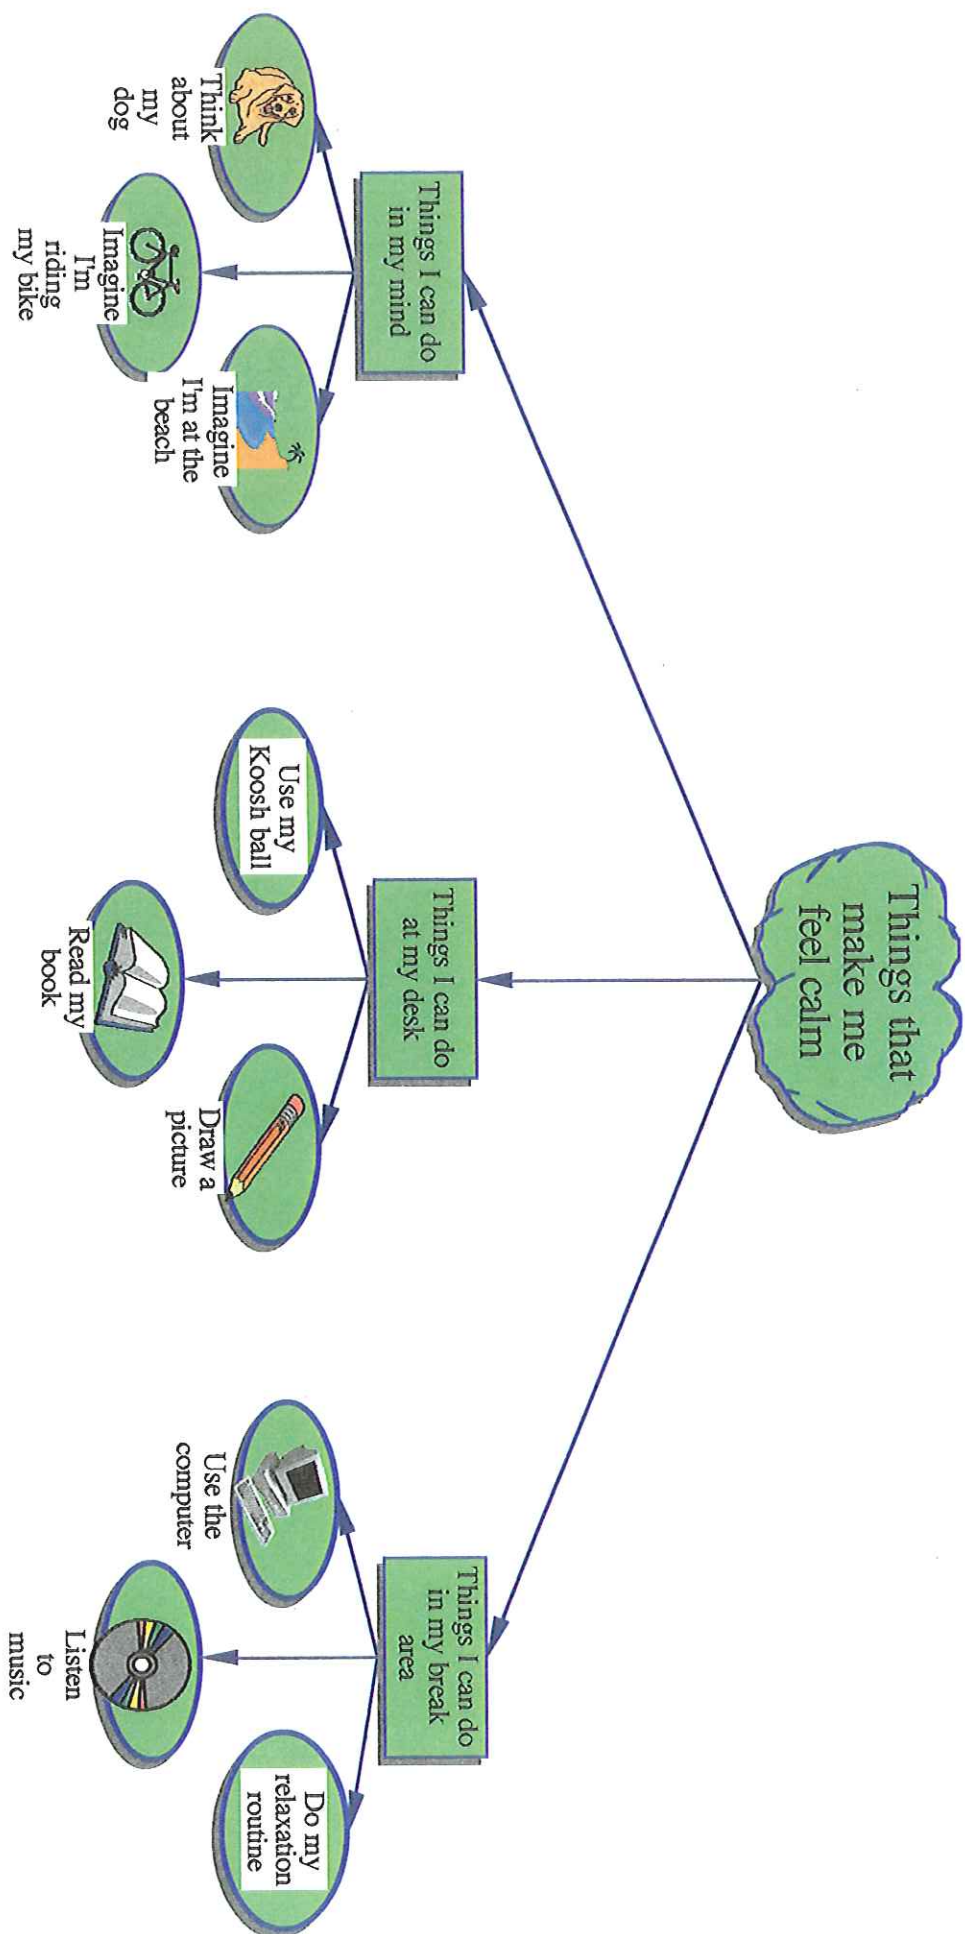 Things that
make me
feel calm
Things I can do
in my mind
Think
about
my
dog
Imagine
I'm
riding
my bike
Imagine
I'm at the
beach
Things I can do
at my desk
Use my
Koosh ball
Read my
book
Draw a
picture
Things I can do
in my break
area
Use the
computer
Listen
to
music
Do my
relaxation
routine